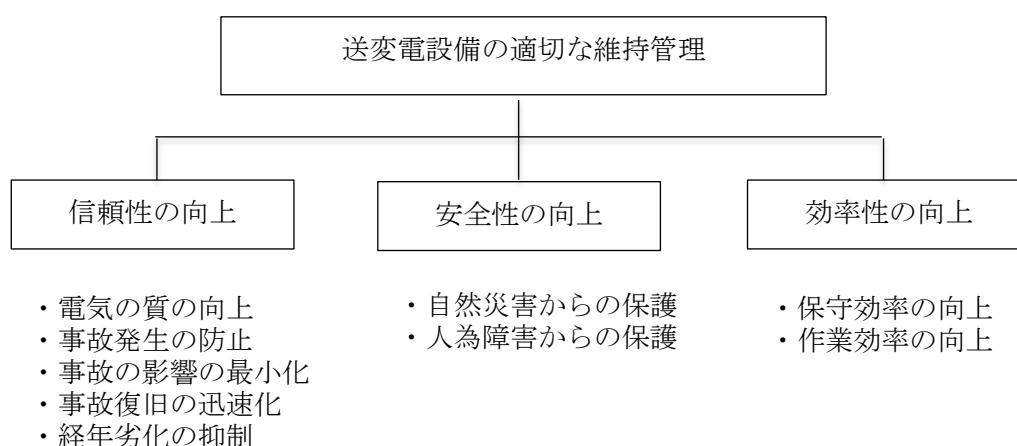 送変電設備の適切な維持管理
信頼性の向上
・電気の質の向上
・事故発生の防止
・事故の影響の最小化
・事故復旧の迅速化
・経年劣化の抑制
安全性の向上
・自然災害からの保護
・人為障害からの保護
効率性の向上
・保守効率の向上
・作業効率の向上